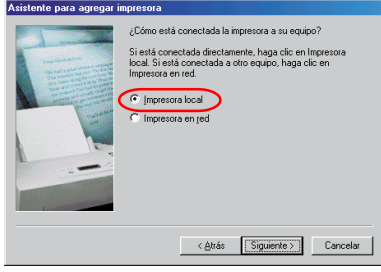 Asistente para agregar impresora
¿Cómo está conectada la impresora a su equipo?
Si está conectada directamente, haga clic en Impresora
local. Si está conectada a otro equipo, haga clic en
Impresora en red.
Impresora local
Impresora en red
< Atrás
Siguiente >
Cancelar